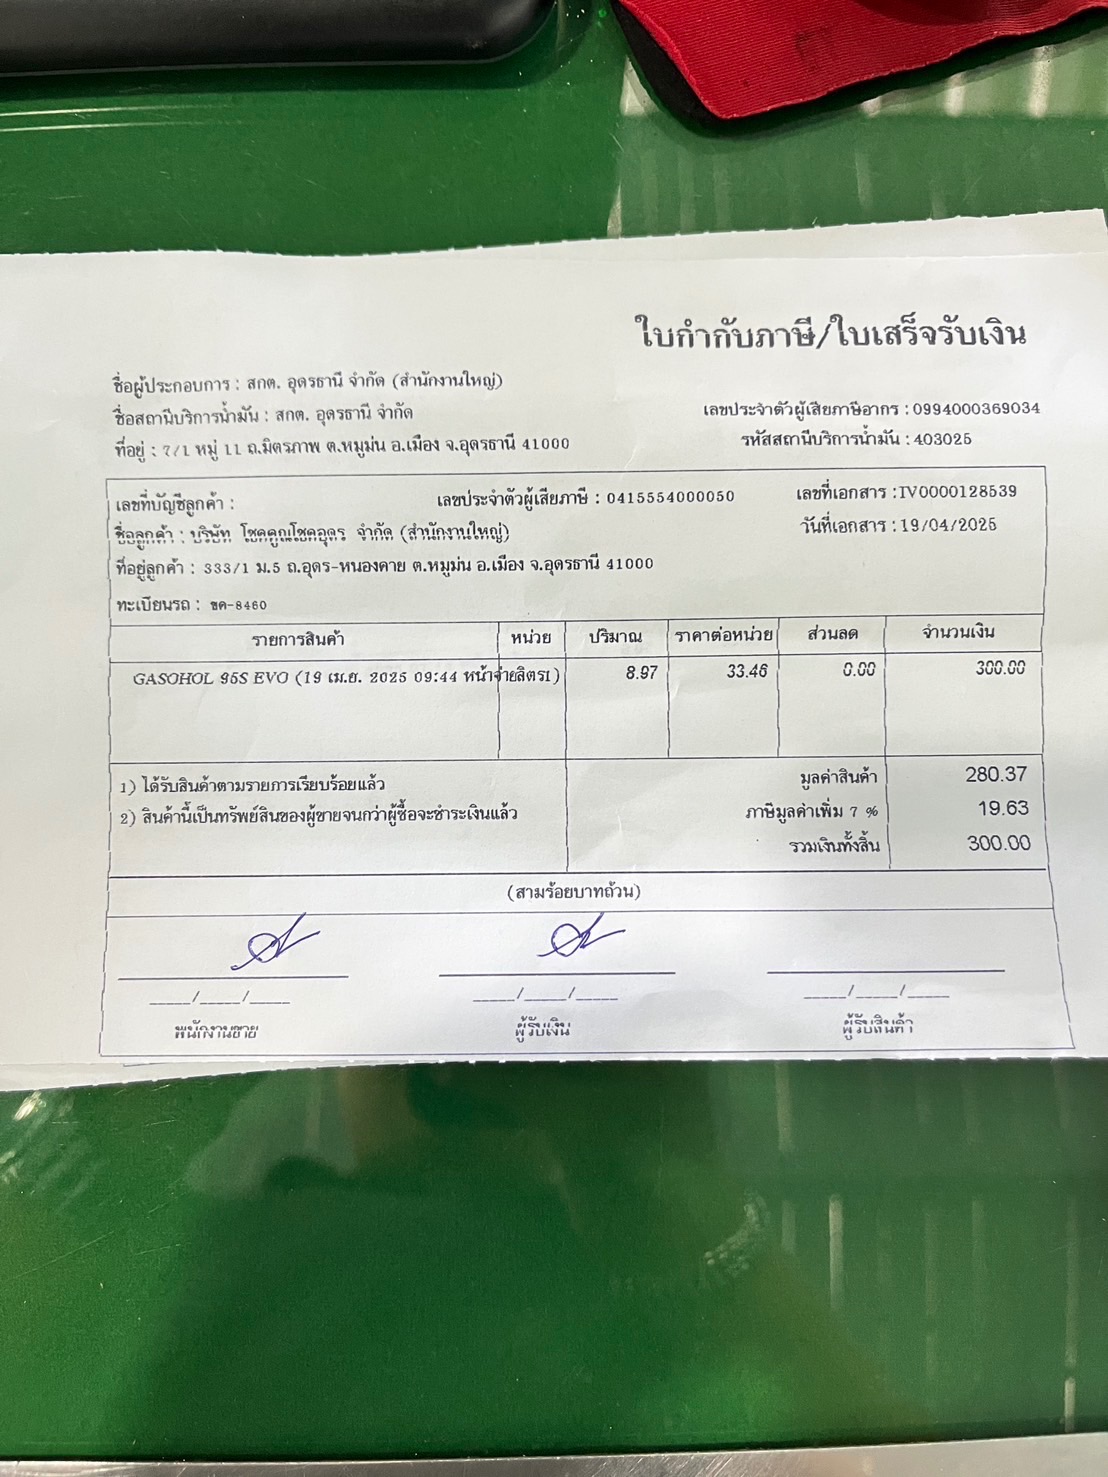 ใบกำกับภาษี/ใบเสร็จรับเงิน
ชื่อผู้ประกอบการ : สกต. อุดรธานี จำกัด (สำนักงานใหญ่)
ชื่อสถานีบริการน้ำมัน : สกต. อุดรธานี จำกัด เลขประจำตัวผู้เสียภาษีอากร : 0994000369034
ที่อยู่ : 7/1 หมู่ 11 ถ.มิตรภาพ ต.หมูม่น อ.เมือง จ.อุดรธานี 41000 รหัสสถานีบริการน้ำมัน : 403025
เลขที่บัญชีลูกค้า : เลขประจำตัวผู้เสียภาษี : 0415554000050 เลขที่เอกสาร :IV0000128539
ชื่อลูกค้า : บริษัท โชคคูณโชคอุดร จำกัด (สำนักงานใหญ่) วันที่เอกสาร :19/04/2025
ที่อยู่ลูกค้า : 333/1 ม.5 ถ.อุดร-หนองคาย ต.หมูม่น อ.เมือง จ.อุดรธานี 41000
ทะเบียนรถ : ขค-8460
รายการสินค้า หน่วย ปริมาณ ราคาต่อหน่วย ส่วนลด จำนวนเงิน
GASOHOL 95S EVO (19 เม.ย. 2025 09:44 หน้าจ่ายลิตร1) 8.97 33.46 0.00 300.00
1) ได้รับสินค้าตามรายการเรียบร้อยแล้ว มูลค่าสินค้า 280.37
2) สินค้านี้เป็นทรัพย์สินของผู้ขายจนกว่าผู้ซื้อจะชำระเงินแล้ว ภาษีมูลค่าเพิ่ม 7 % 19.63
รวมเงินทั้งสิ้น 300.00
(สามร้อยบาทถ้วน)
____/____/____ ____/____/____ ____/____/____
พนักงานขาย ผู้รับเงิน ผู้รับสินค้า